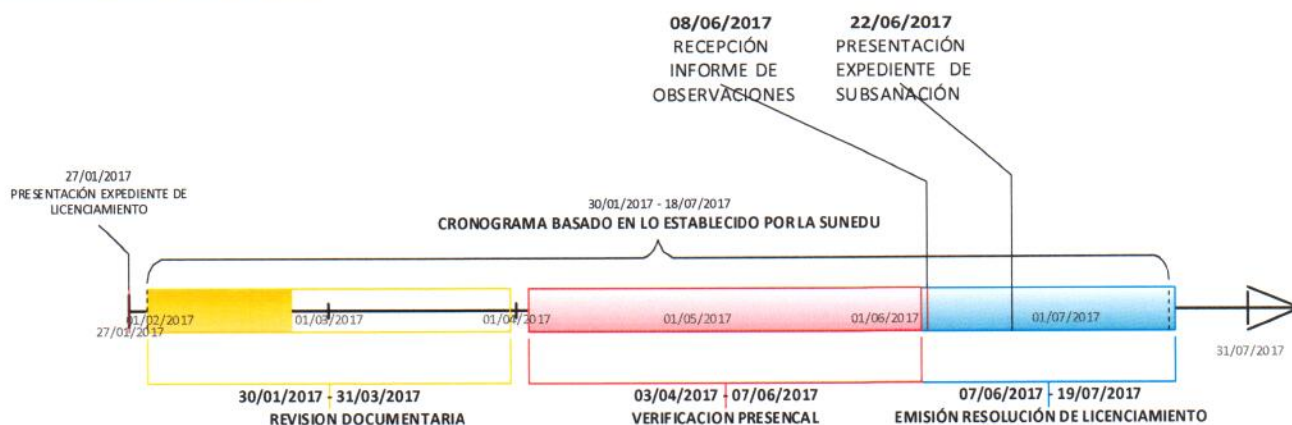 08/06/2017
RECEPCIÓN
INFORME DE
OBSERVACIONES
22/06/2017
PRESENTACIÓN
EXPEDIENTE DE
SUBSANACIÓN
27/01/2017
PRESENTACIÓN EXPEDIENTE DE
LICENCIAMIENTO
30/01/2017 - 18/07/2017
CRONOGRAMA BASADO EN LO ESTABLECIDO POR LA SUNEDU
01/02/2017
01/03/2017
01/04/2017
01/05/2017
01/06/2017
01/07/2017
27/01/2017
31/07/2017
30/01/2017 - 31/03/2017
REVISION DOCUMENTARIA
03/04/2017 - 07/06/2017
VERIFICACION PRESENCAL
07/06/2017 - 19/07/2017
EMISIÓN RESOLUCIÓN DE LICENCIAMIENTO